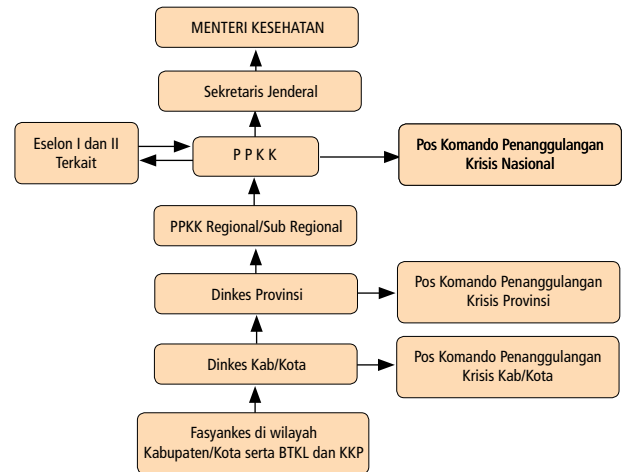 MENTERI KESEHATAN
Sekretaris Jenderal
Eselon I dan II
Terkait
P P K K
Pos Komando Penanggulangan
Krisis Nasional
PPKK Regional/Sub Regional
Dinkes Provinsi
Pos Komando Penanggulangan
Krisis Provinsi
Dinkes Kab/Kota
Pos Komando Penanggulangan
Krisis Kab/Kota
Fasyankes di wilayah
Kabupaten/Kota serta BTKL dan KKP